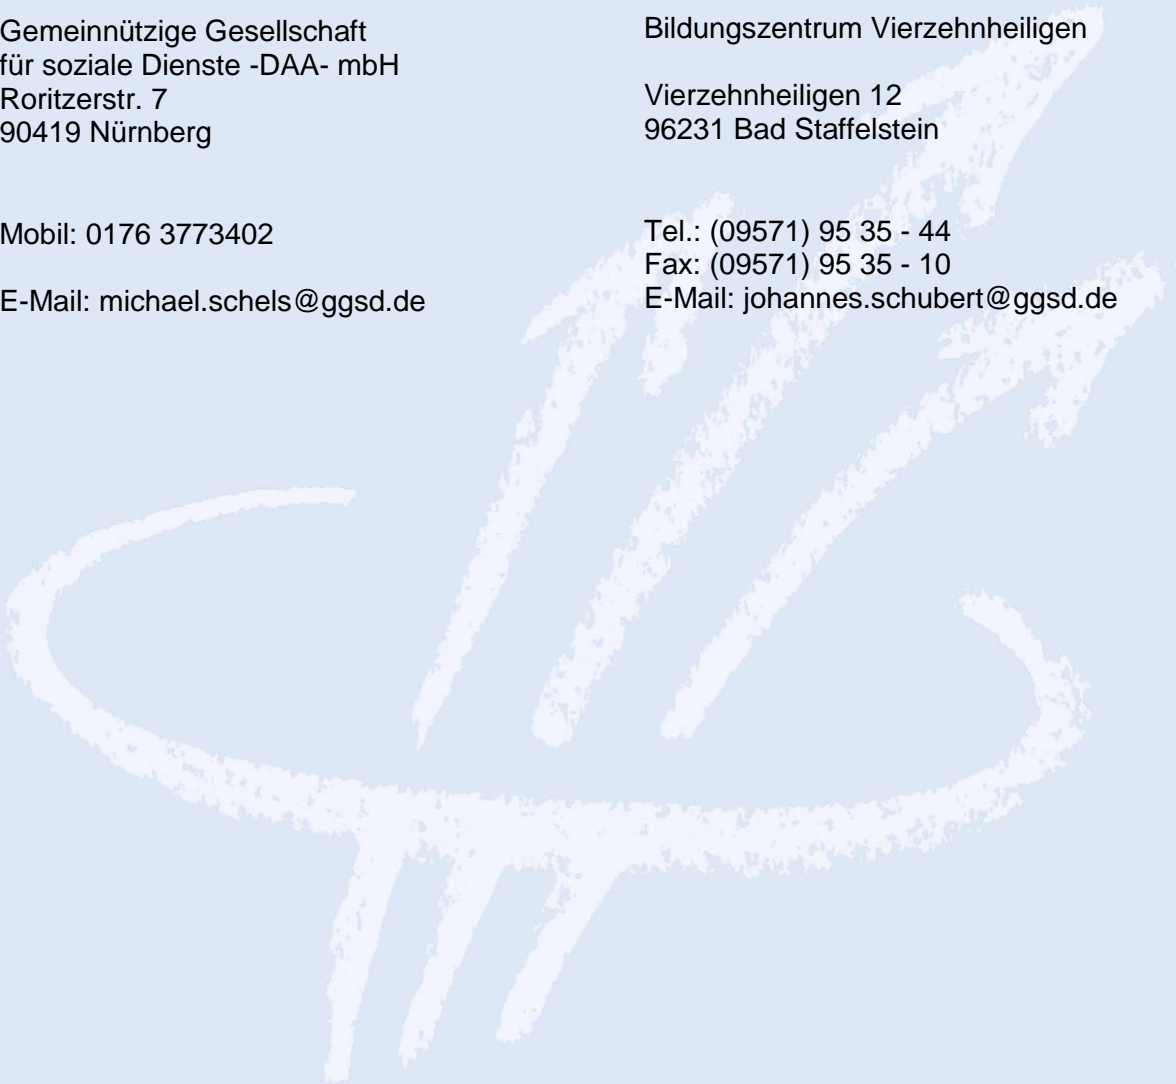 Gemeinnützige Gesellschaft
für soziale Dienste -DAA- mbH
Roritzerstr. 7
90419 Nürnberg
Mobil: 0176 3773402
E-Mail: michael.schels@ggsd.de
Bildungszentrum Vierzehnheiligen
Vierzehnheiligen 12
96231 Bad Staffelstein
Tel.: (09571) 95 35 - 44
Fax: (09571) 95 35 - 10
E-Mail: johannes.schubert@ggsd.de